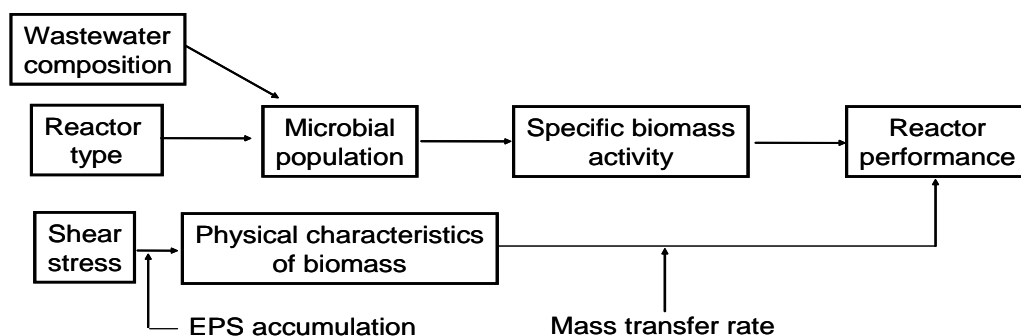 Wastewater
composition
Reactor
type
Microbial
population
Specific biomass
activity
Reactor
performance
Shear
stress
Physical characteristics
of biomass
EPS accumulation
Mass transfer rate